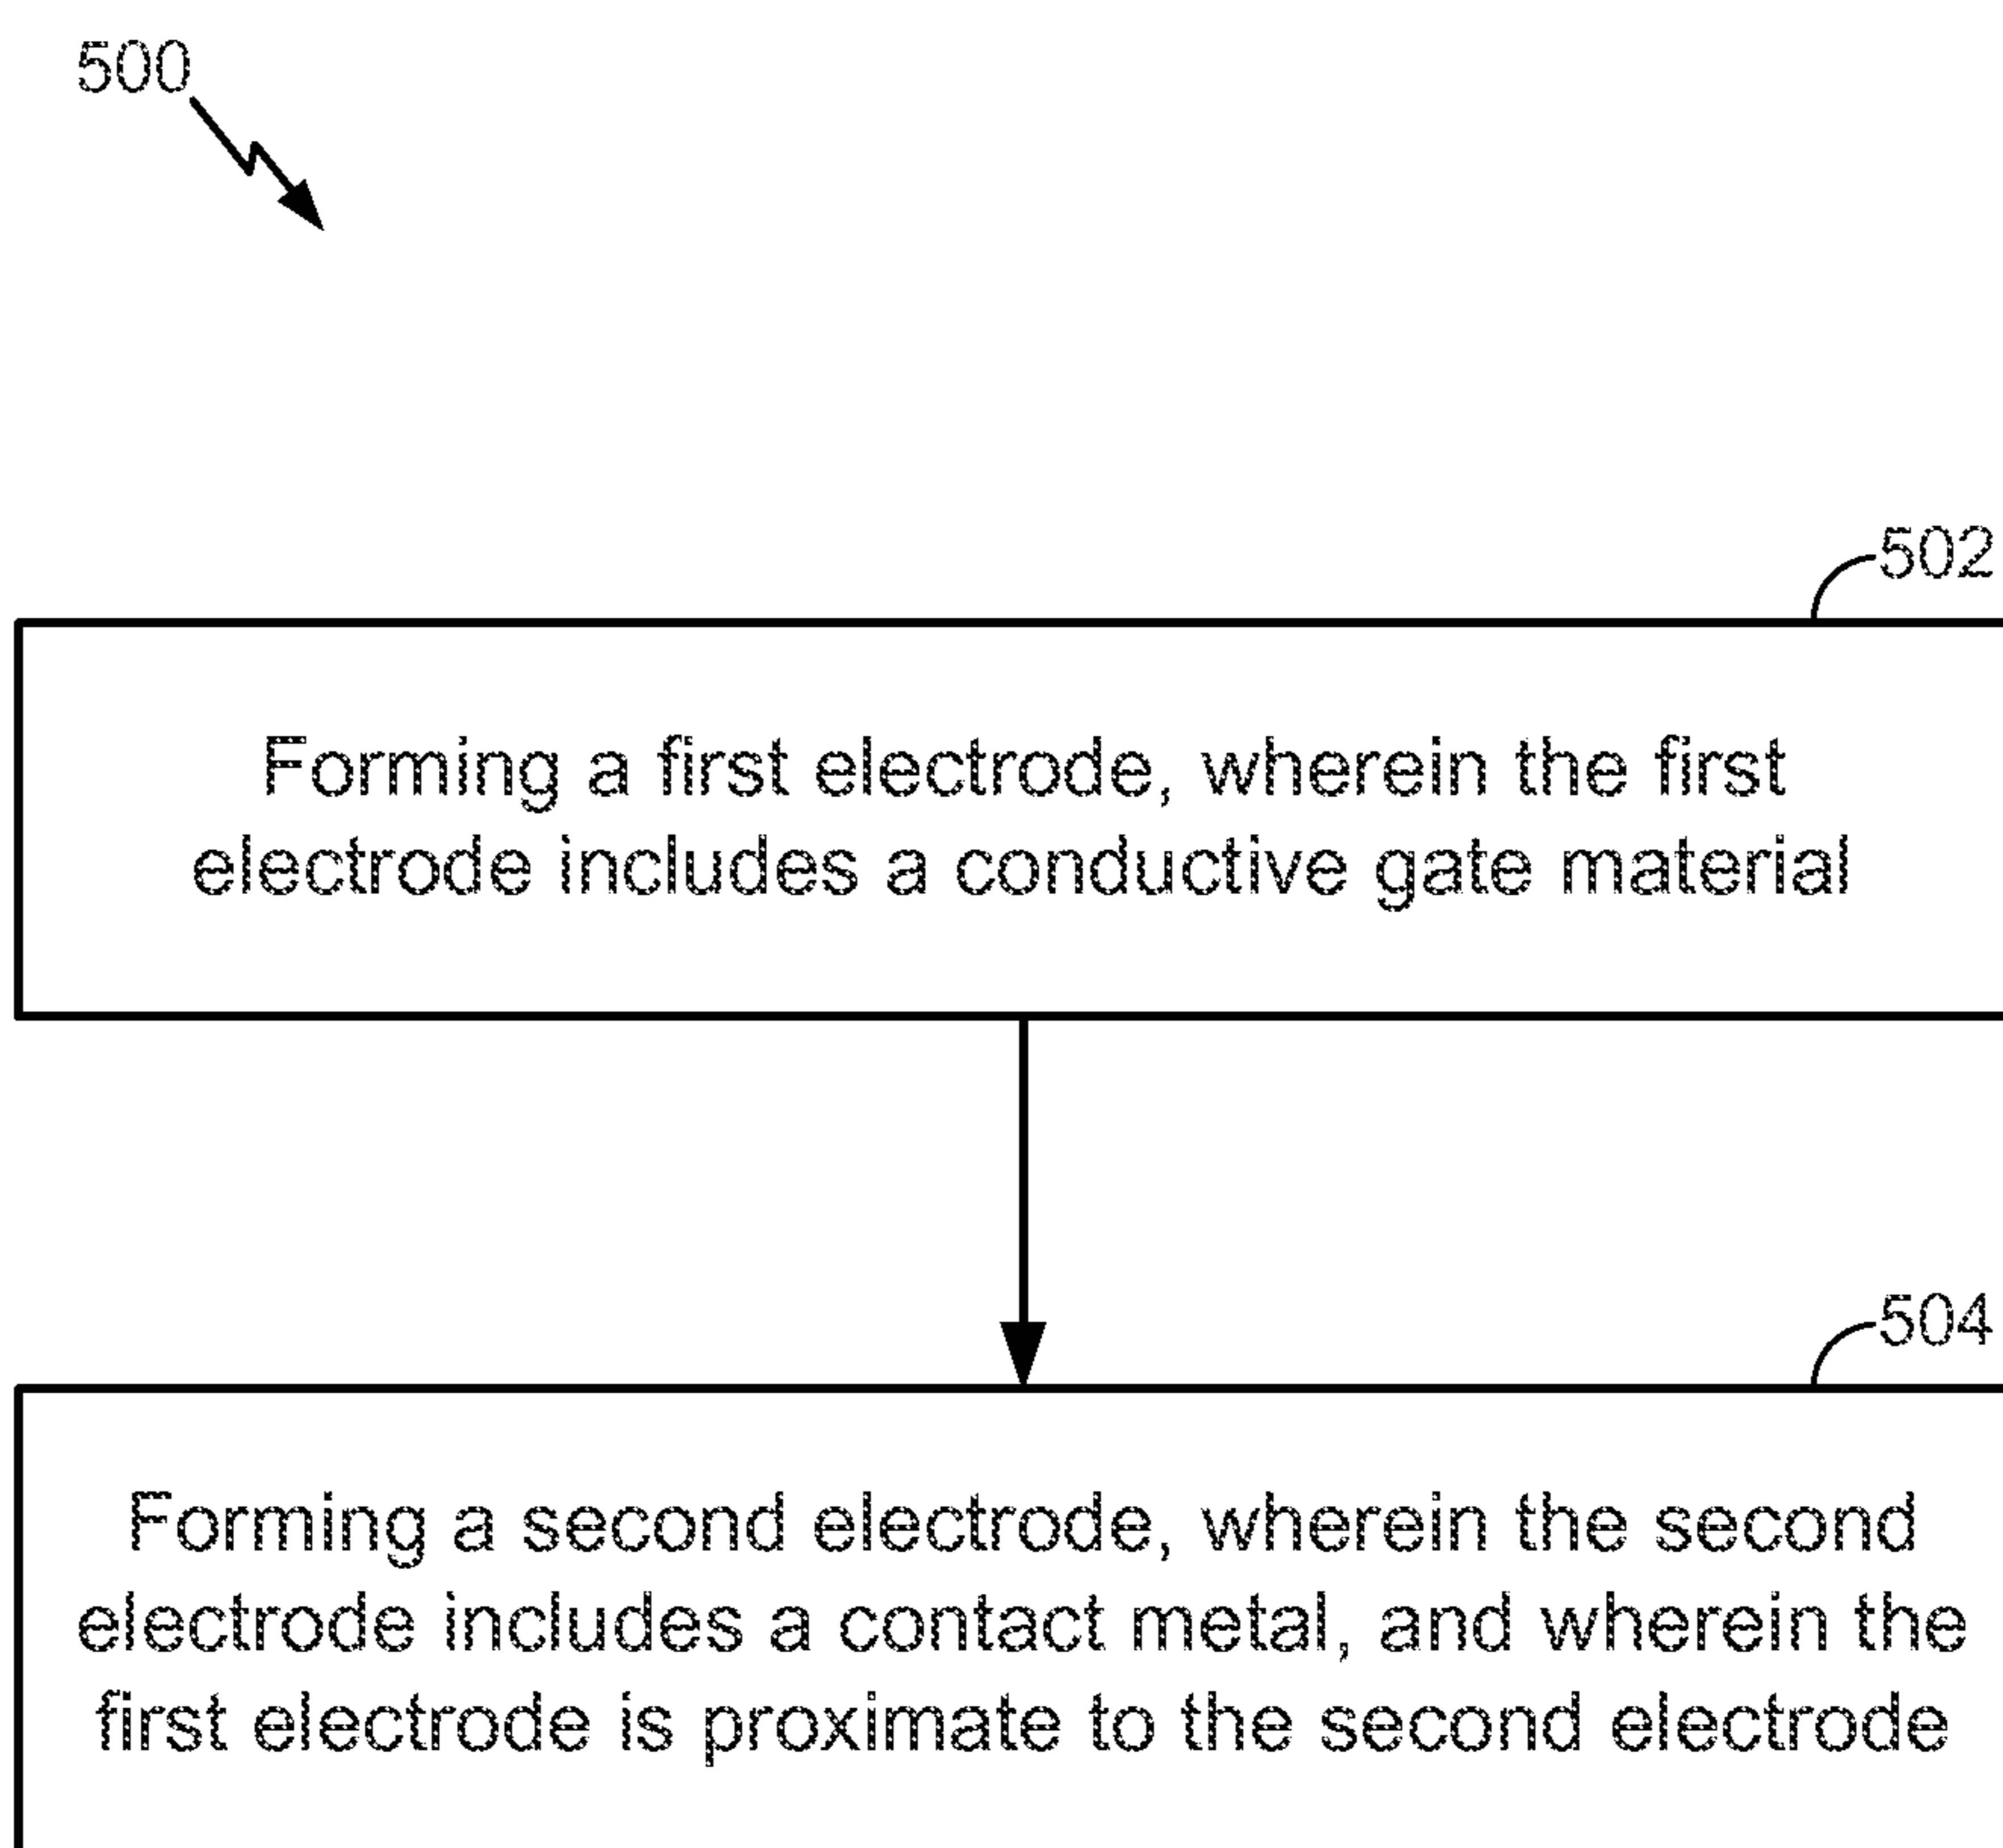 500
502
Forming a first electrode, wherein the first
electrode includes a conductive gate material
504
Forming a second electrode, wherein the second
electrode includes a contact metal, and wherein the
first electrode is proximate to the second electrode